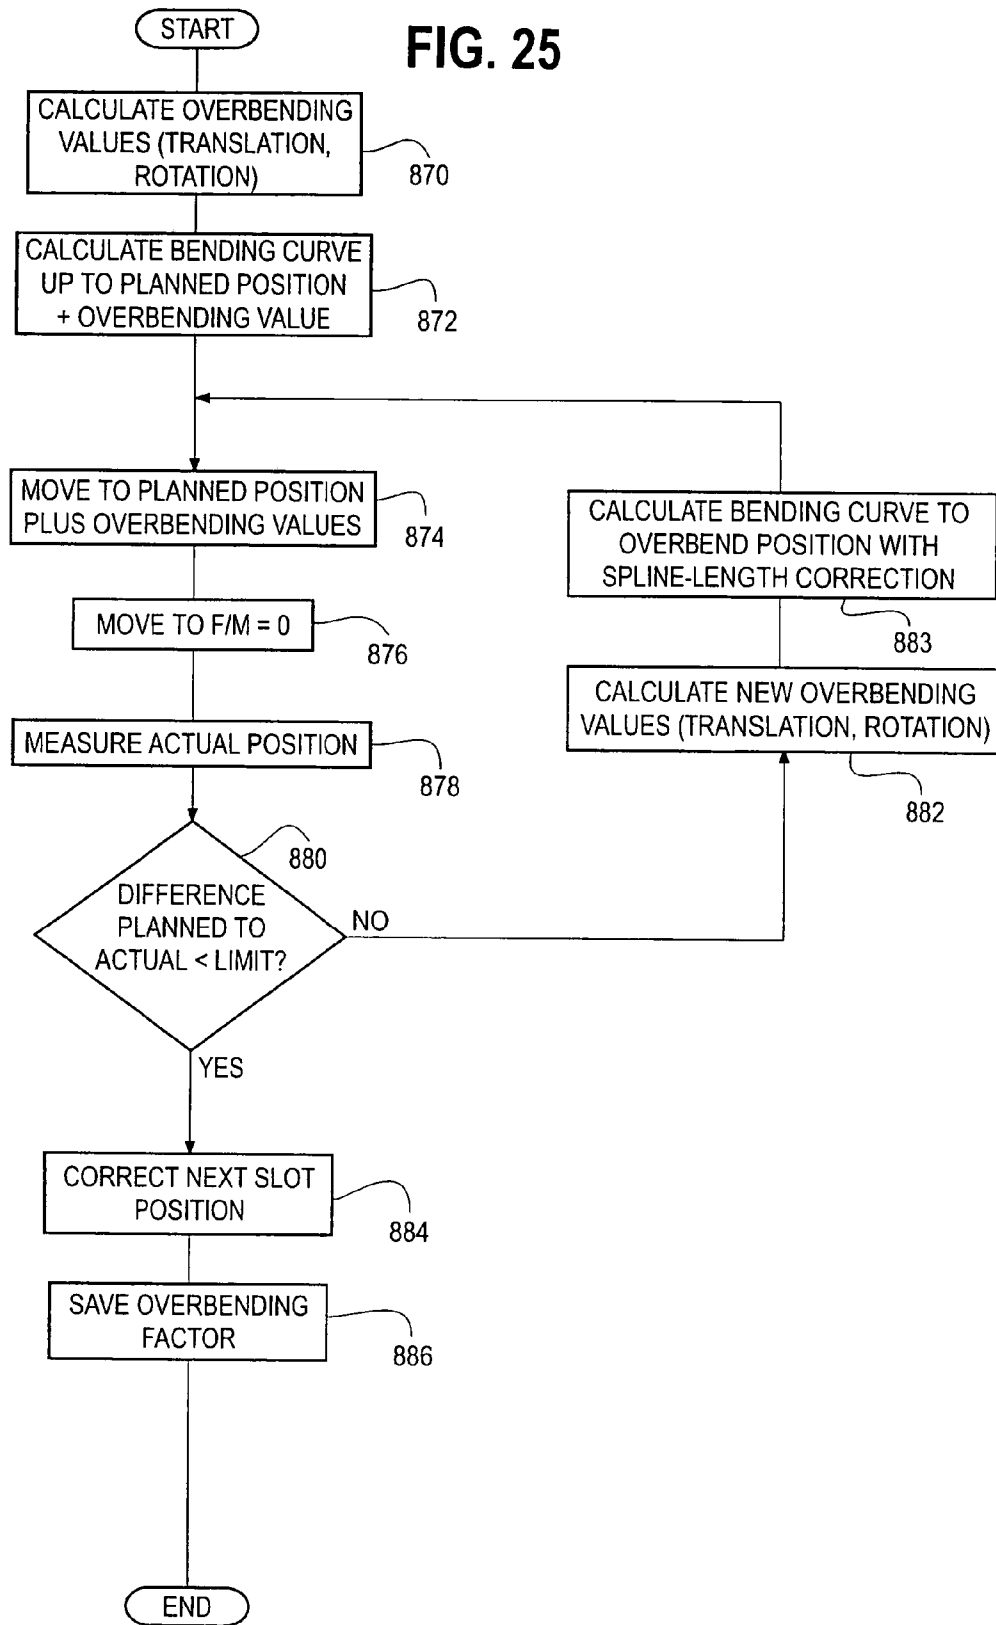 START
FIG. 25
CALCULATE OVERBENDING
VALUES (TRANSLATION,
ROTATION)
870
CALCULATE BENDING CURVE
UP TO PLANNED POSITION
+ OVERBENDING VALUE
872
MOVE TO PLANNED POSITION
PLUS OVERBENDING VALUES
874
MOVE TO F/M = 0
876
MEASURE ACTUAL POSITION
878
880
DIFFERENCE
PLANNED TO
ACTUAL < LIMIT?
NO
CALCULATE NEW OVERBENDING
VALUES (TRANSLATION, ROTATION)
882
CALCULATE BENDING CURVE TO
OVERBEND POSITION WITH
SPLINE-LENGTH CORRECTION
883
YES
CORRECT NEXT SLOT
POSITION
884
SAVE OVERBENDING
FACTOR
886
END